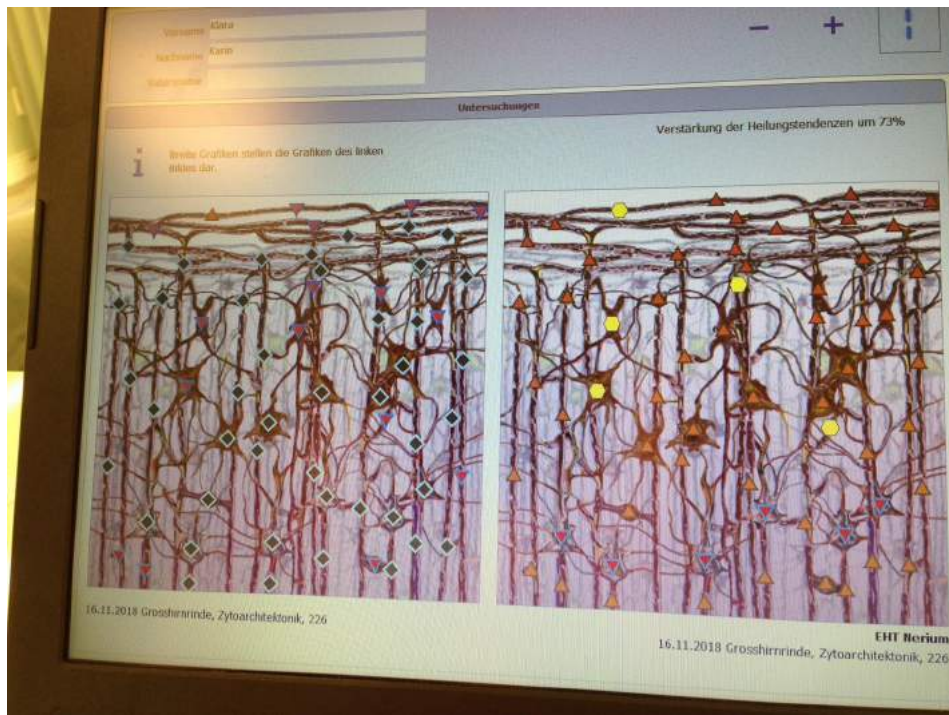 Vorname Klara
Nachname Karin
Untersuchungen
Verstärkung der Heilungstendenzen um 73%
i
Breite Grafiken stellen die Grafiken des linken
Bildes dar.
16.11.2018 Grosshirnrinde, Zytoarchitektonik, 226
EHT Nerium
16.11.2018 Grosshirnrinde, Zytoarchitektonik, 226